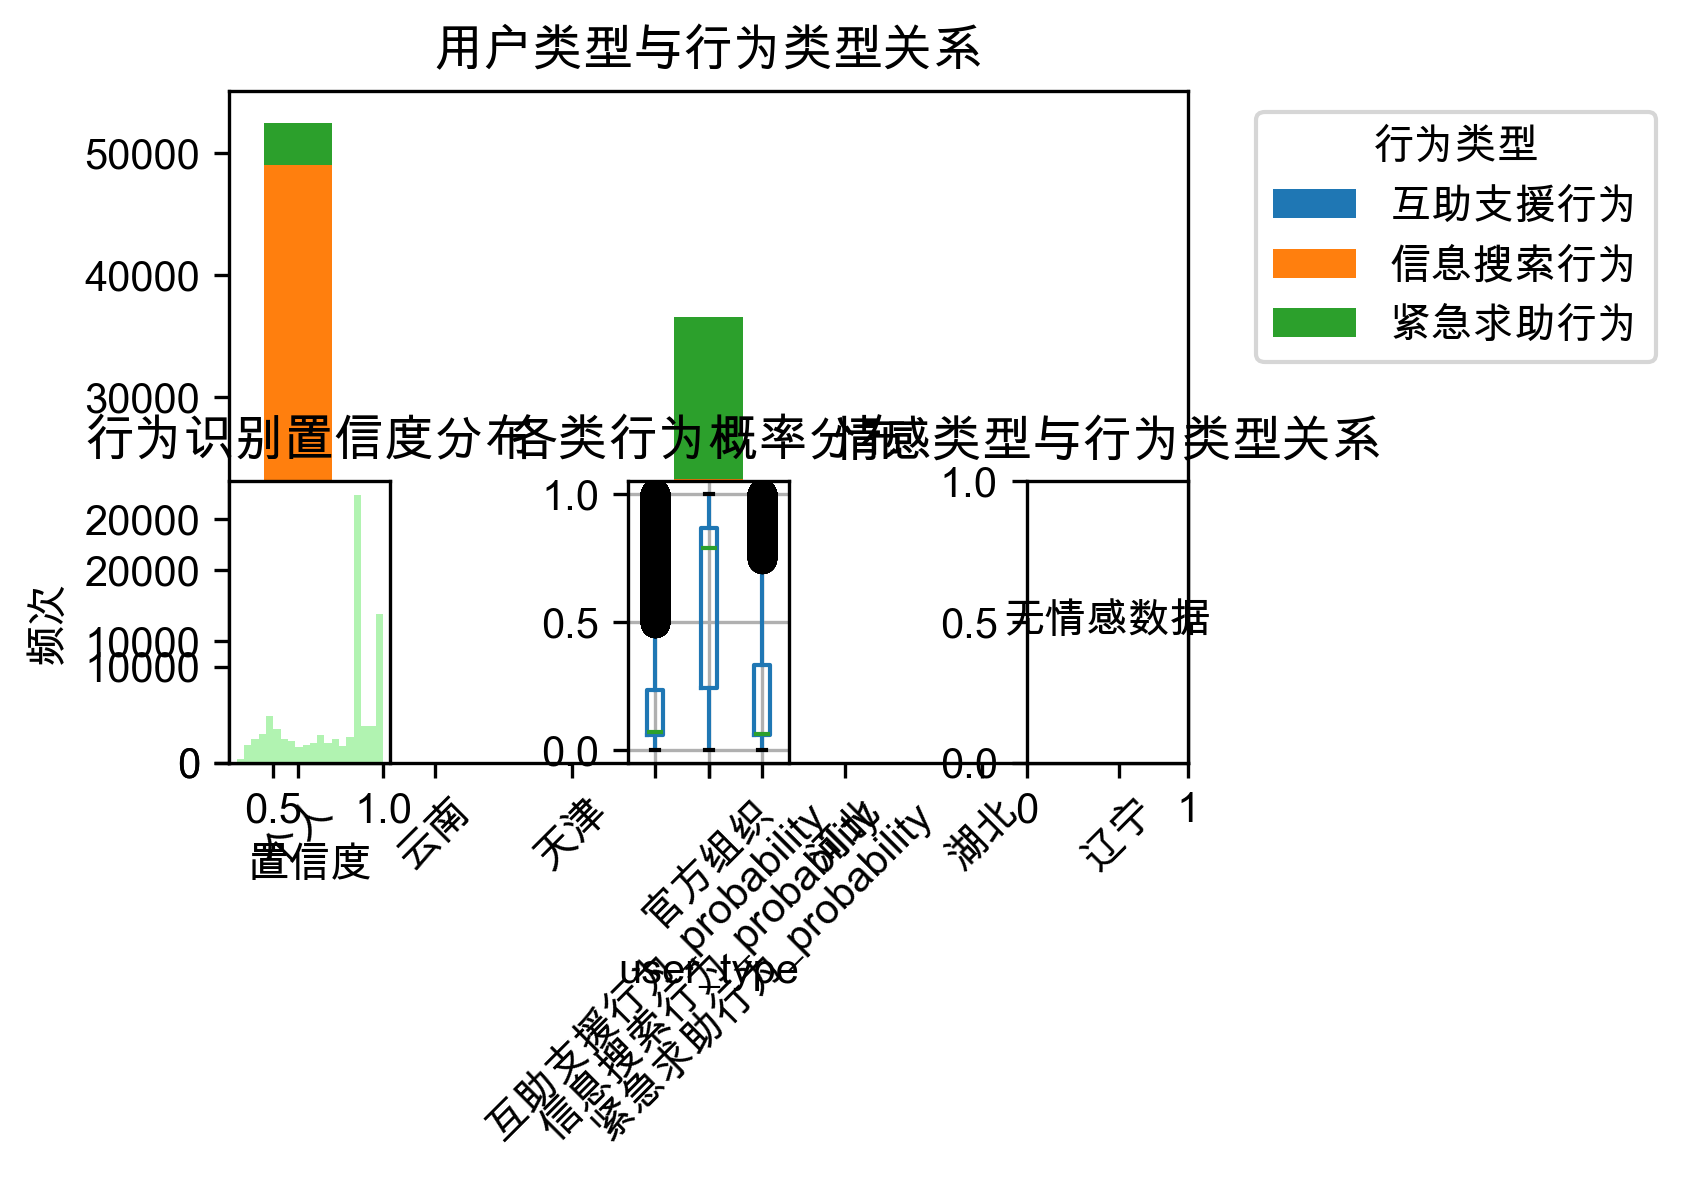 用户类型与行为类型关系
50000
40000
30000
20000
10000
0
行为类型
互助支援行为
信息搜索行为
紧急求助行为
个人
云南
天津
官方组织
河北
湖北
辽宁
user_type
行为识别置信度分布
频次
20000
10000
0.5
1.0
置信度
各类行为概率分布
1.0
0.5
0.0
互助支援行为_probability
信息搜索行为_probability
紧急求助行为_probability
情感类型与行为类型关系
1.0
0.5
0.0
无情感数据
0
1